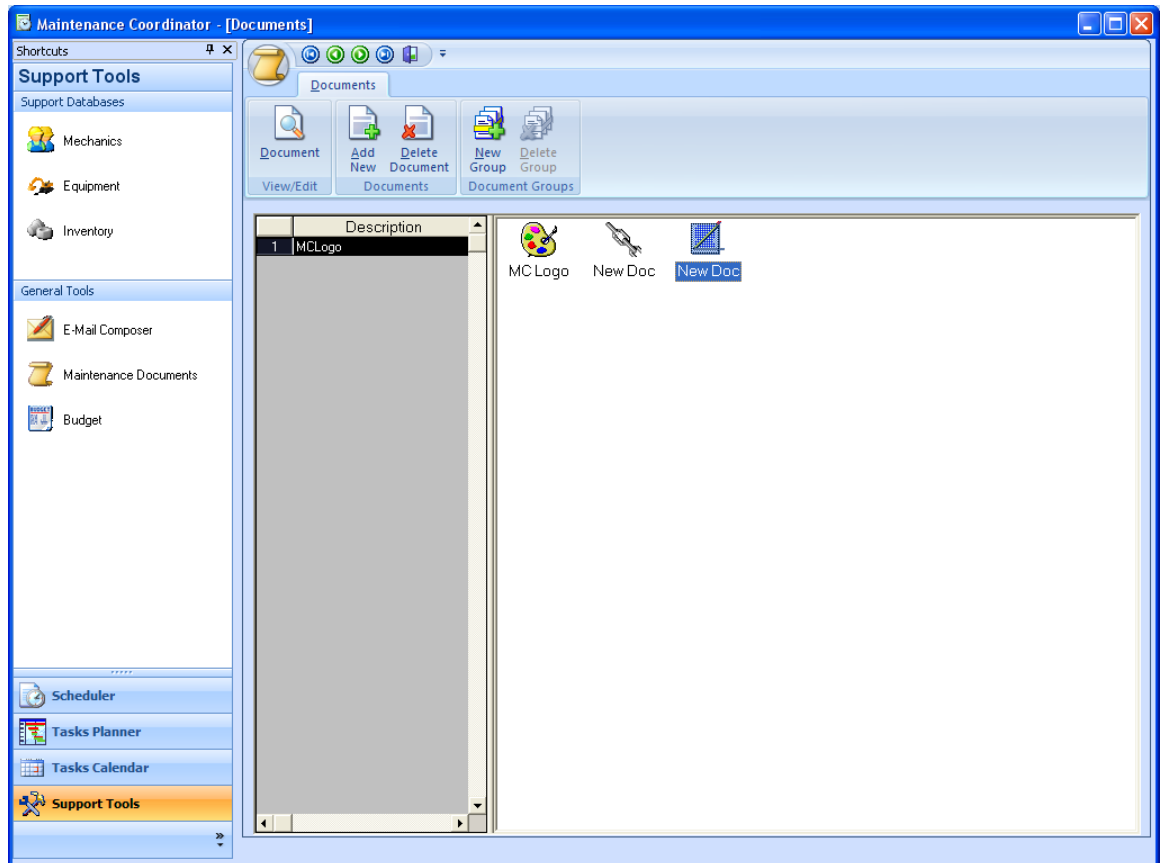 Maintenance Coordinator - [Documents]
Shortcuts
Support Tools
Support Databases
Mechanics
Equipment
Inventory
General Tools
E-Mail Composer
Maintenance Documents
BUDGET
Budget
Scheduler
Tasks Planner
Tasks Calendar
Support Tools
Documents
Document
Add New
Delete Document
New Group
Delete Group
View/Edit
Documents
Document Groups
Description
1 MCLogo
MC Logo
New Doc
New Doc